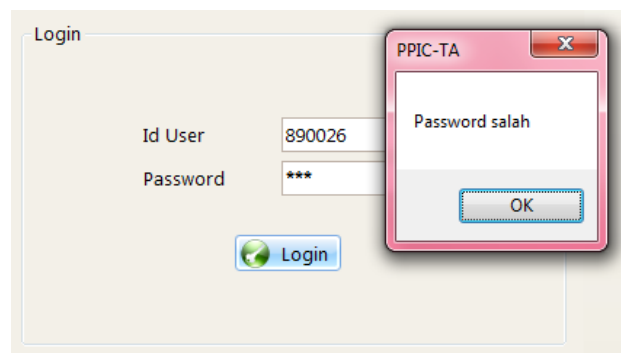 Login
PPIC-TA
Id User 890026
Password salah
Password ***
OK
Login